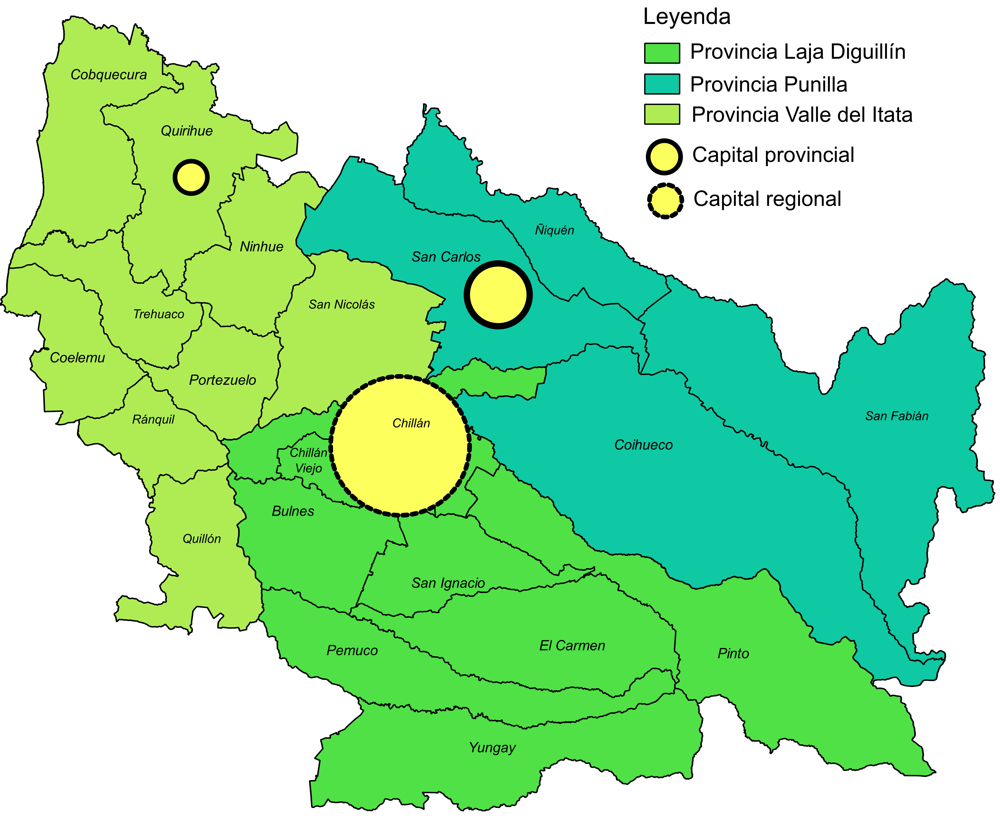 Leyenda
Provincia Laja Diguillín
Provincia Punilla
Provincia Valle del Itata
Capital provincial
Capital regional
Cobquecura
Quirihue
Ñiquén
Ninhue
San Carlos
San Nicolás
Trehuaco
Coelemu
Portezuelo
Ránquil
Chillán
San Fabián
Coihueco
Chillán
Viejo
Bulnes
Quillón
San Ignacio
El Carmen
Pemuco
Pinto
Yungay